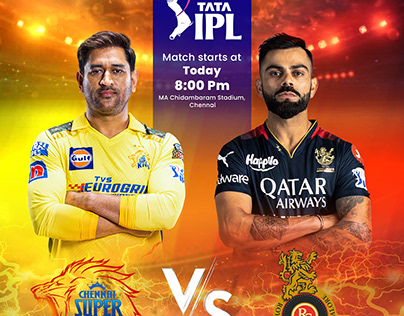 TATA
IPL
Match starts at
Today
8:00 Pm
MA Chidambaram Stadium,
Chennai
Gulf
TVS
EUROGRIP
Happilo
QATAR
AIRWAYS
CHENNAI
SUPER
Vs